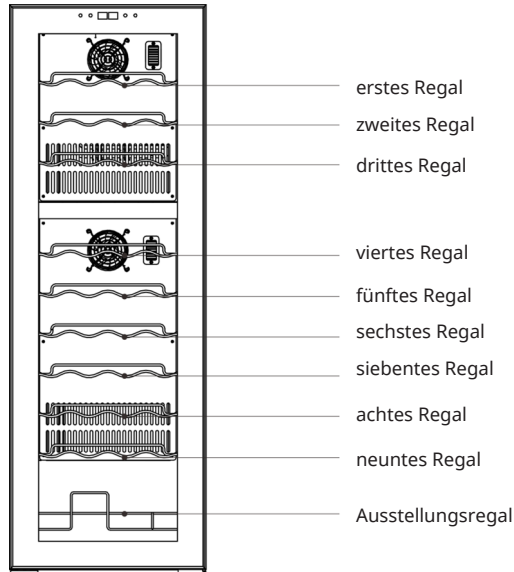 erstes Regal
zweites Regal
drittes Regal
viertes Regal
fünftes Regal
sechstes Regal
siebentes Regal
achtes Regal
neuntes Regal
Ausstellungsregal